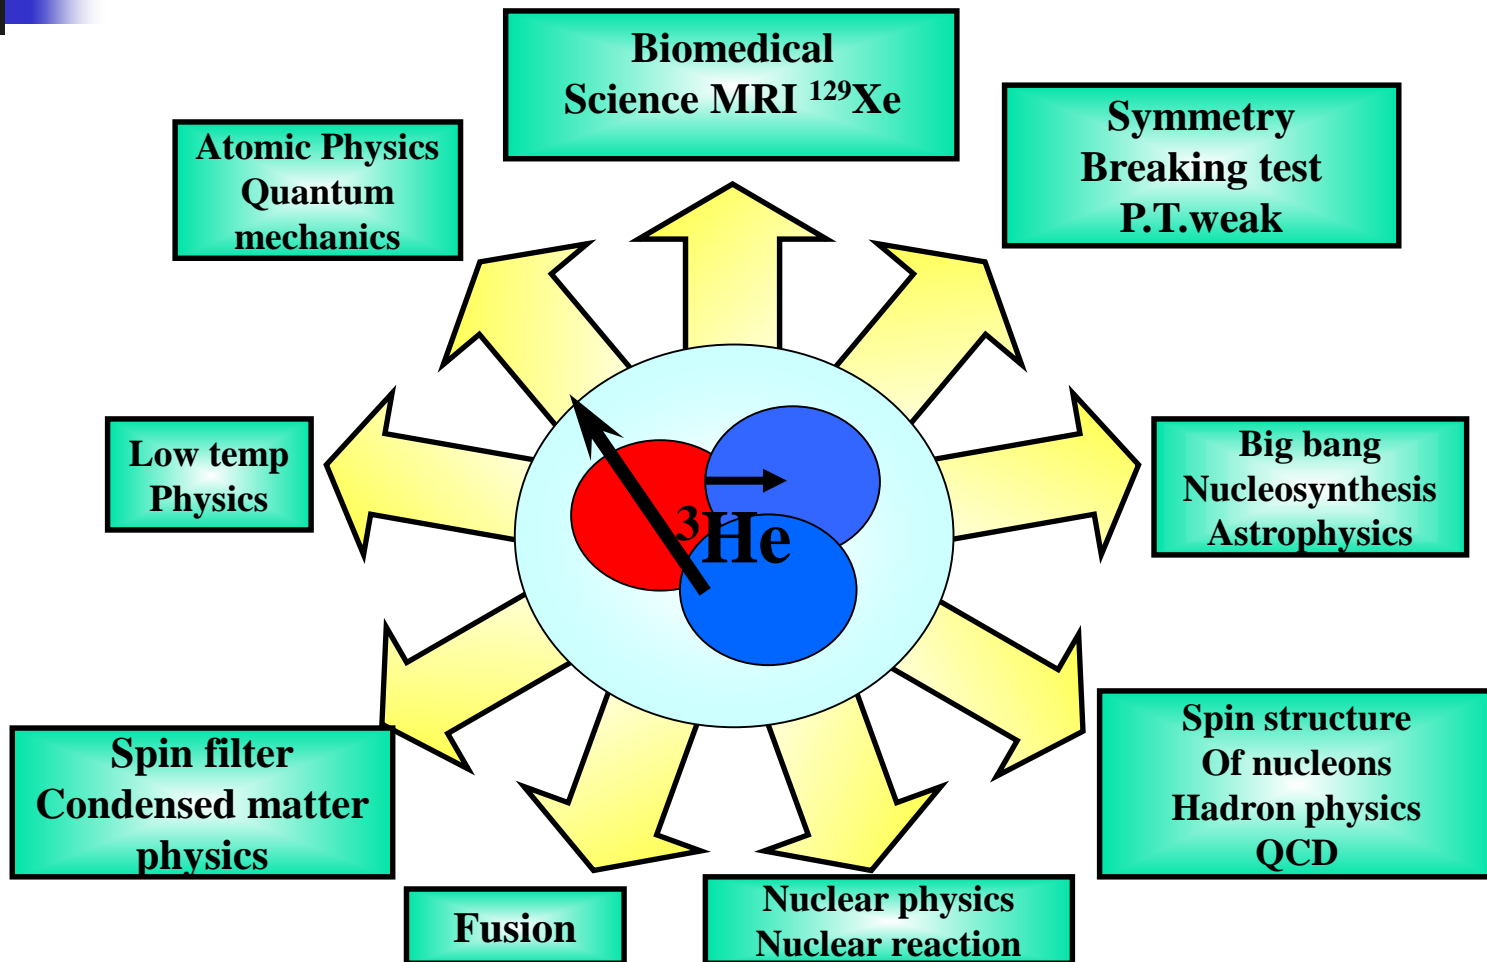 Biomedical
Science MRI ¹²⁹Xe
Symmetry
Breaking test
P.T.weak
Atomic Physics
Quantum
mechanics
Low temp
Physics
³He
Big bang
Nucleosynthesis
Astrophysics
Spin filter
Condensed matter
physics
Spin structure
Of nucleons
Hadron physics
QCD
Fusion
Nuclear physics
Nuclear reaction